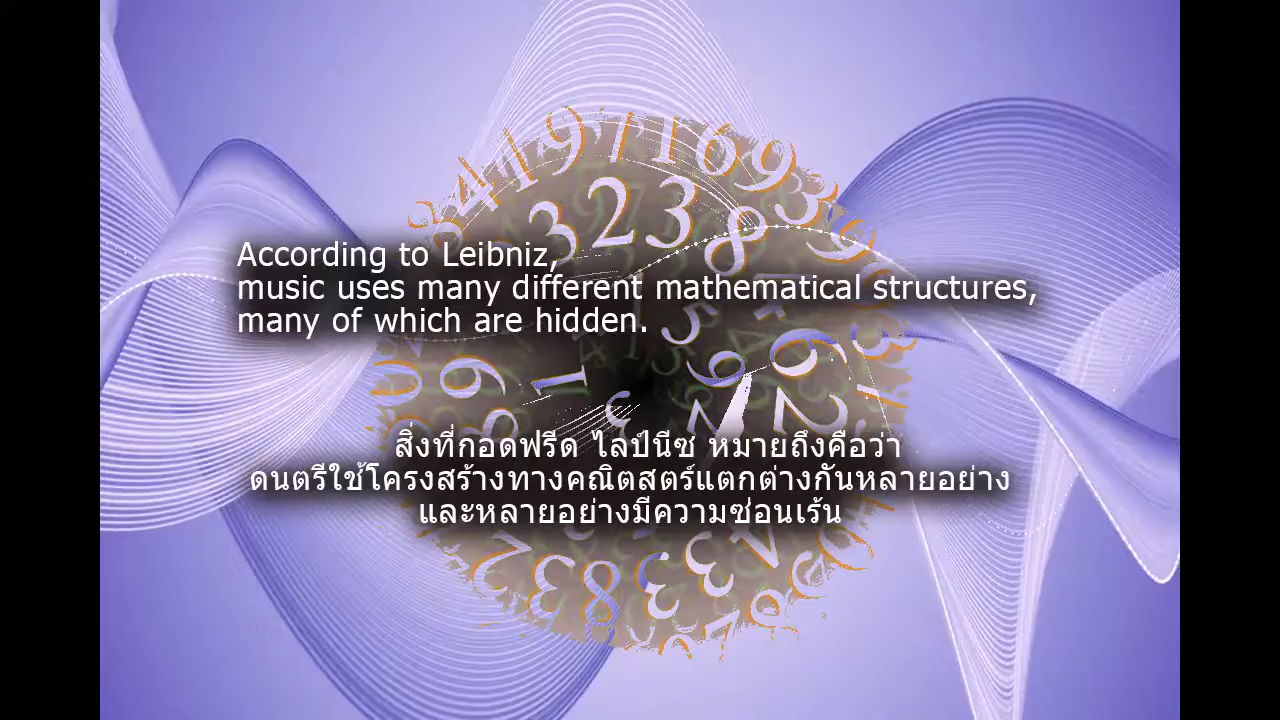 According to Leibniz,
music uses many different mathematical structures,
many of which are hidden.
สิ่งที่กอดฟรีด ไลป์นีซ หมายถึงคือว่า
ดนตรีใช้โครงสร้างทางคณิตสตร์แตกต่างกันหลายอย่าง
และหลายอย่างมีความซ่อนเร้น